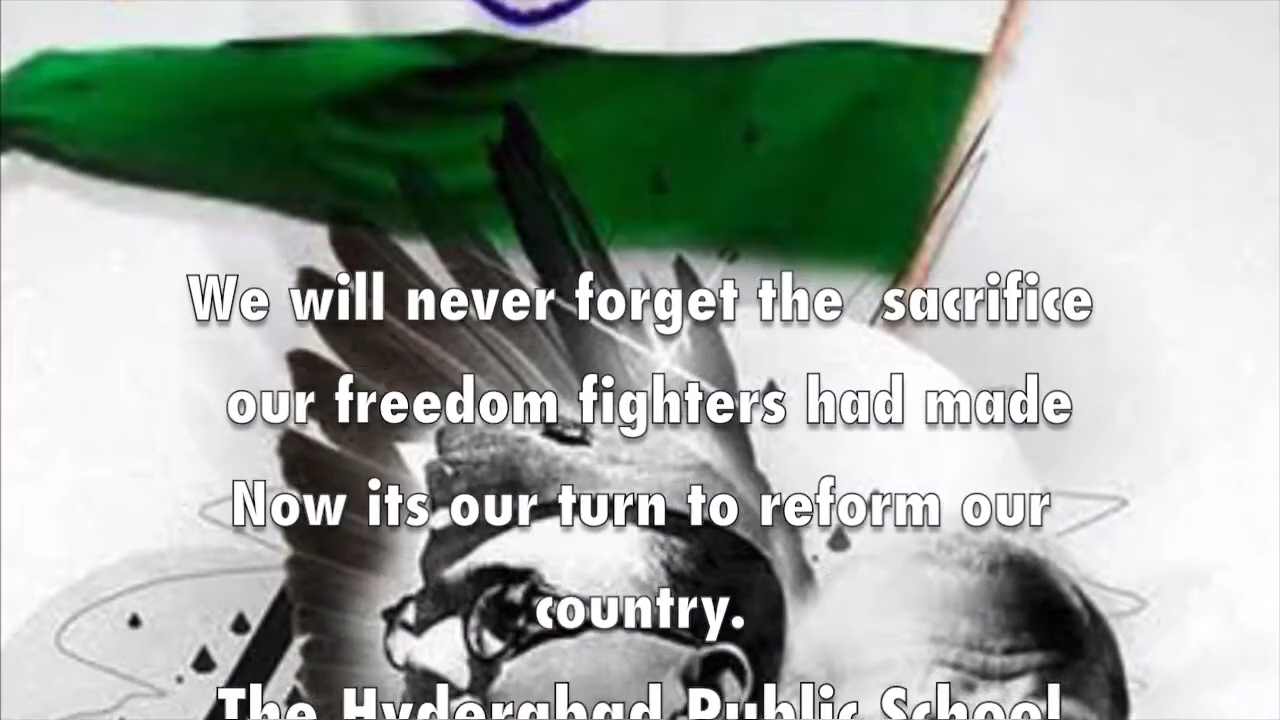 We will never forget the  sacrifice
our freedom fighters had made
Now its our turn to reform our
country.
The Hyderabad Public School